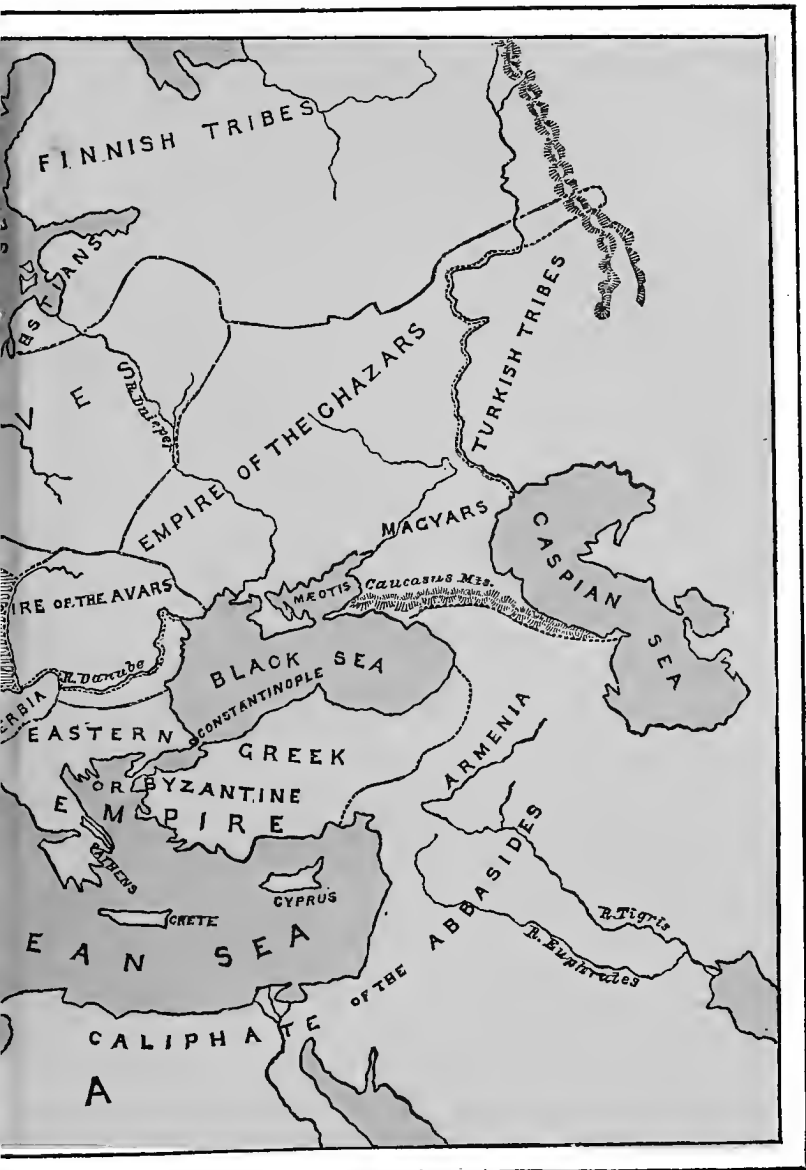 FINNISH TRIBES
E
R. Dnieper
EMPIRE OF THE CHAZARS
TURKISH TRIBES
MAGYARS
CASPIAN
SEA
MÆOTIS
Caucasus Mts.
IRE OF THE AVARS
R. Danube
ERBIA
BLACK SEA
CONSTANTINOPLE
EASTERN
GREEK
OR BYZANTINE
EMPIRE
ARMENIA
ATHENS
CYPRUS
CRETE
EAN SEA
R. Tigris
R. Euphrates
CALIPHATE OF THE ABBASIDES
A